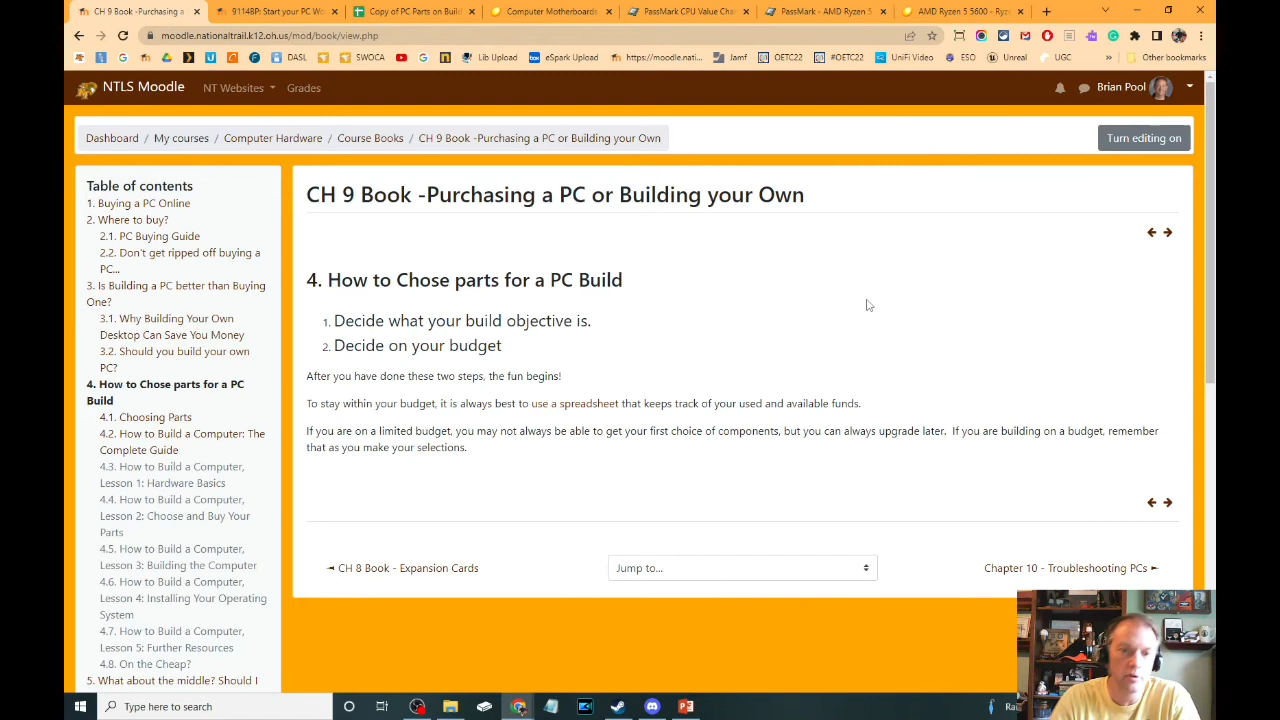 CH 9 Book -Purchasing a
9114BP: Start your PC Wo
Copy of PC Parts on Build
Computer Motherboards
PassMark CPU Value Cha
PassMark - AMD Ryzen 5
AMD Ryzen 5 5600 - Ryze
moodle.nationaltrail.k12.oh.us/mod/book/view.php
DASL
SWOCA
Lib Upload
eSpark Upload
https://moodle.nati...
Jamf
OETC22
#OETC22
UniFi Video
ESO
Unreal
UGC
»
Other bookmarks
NTLS Moodle
NT Websites
Grades
Brian Pool
Dashboard / My courses / Computer Hardware / Course Books / CH 9 Book -Purchasing a PC or Building your Own
Turn editing on
Table of contents
1. Buying a PC Online
2. Where to buy?
2.1. PC Buying Guide
2.2. Don't get ripped off buying a
PC...
3. Is Building a PC better than Buying
One?
3.1. Why Building Your Own
Desktop Can Save You Money
3.2. Should you build your own
PC?
4. How to Chose parts for a PC
Build
4.1. Choosing Parts
4.2. How to Build a Computer: The
Complete Guide
4.3. How to Build a Computer,
Lesson 1: Hardware Basics
4.4. How to Build a Computer,
Lesson 2: Choose and Buy Your
Parts
4.5. How to Build a Computer,
Lesson 3: Building the Computer
4.6. How to Build a Computer,
Lesson 4: Installing Your Operating
System
4.7. How to Build a Computer,
Lesson 5: Further Resources
4.8. On the Cheap?
5. What about the middle? Should I
CH 9 Book -Purchasing a PC or Building your Own
4. How to Chose parts for a PC Build
1. Decide what your build objective is.
2. Decide on your budget
After you have done these two steps, the fun begins!
To stay within your budget, it is always best to use a spreadsheet that keeps track of your used and available funds.
If you are on a limited budget, you may not always be able to get your first choice of components, but you can always upgrade later. If you are building on a budget, remember
that as you make your selections.
◄ CH 8 Book - Expansion Cards
Jump to...
Chapter 10 - Troubleshooting PCs ►
Type here to search